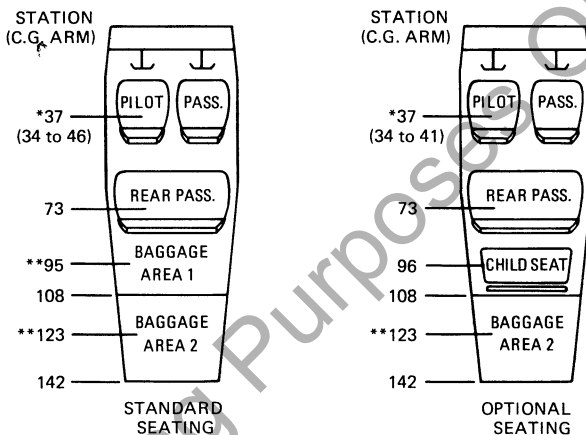 STATION
(C.G. ARM)
PILOT PASS.
*37
(34 to 46)
REAR PASS.
73
**95
BAGGAGE
AREA 1
108
**123
BAGGAGE
AREA 2
142
STANDARD
SEATING
STATION
(C.G. ARM)
PILOT PASS.
*37
(34 to 41)
REAR PASS.
73
96
CHILD SEAT
108
**123
BAGGAGE
AREA 2
142
OPTIONAL
SEATING
ng Purposes O